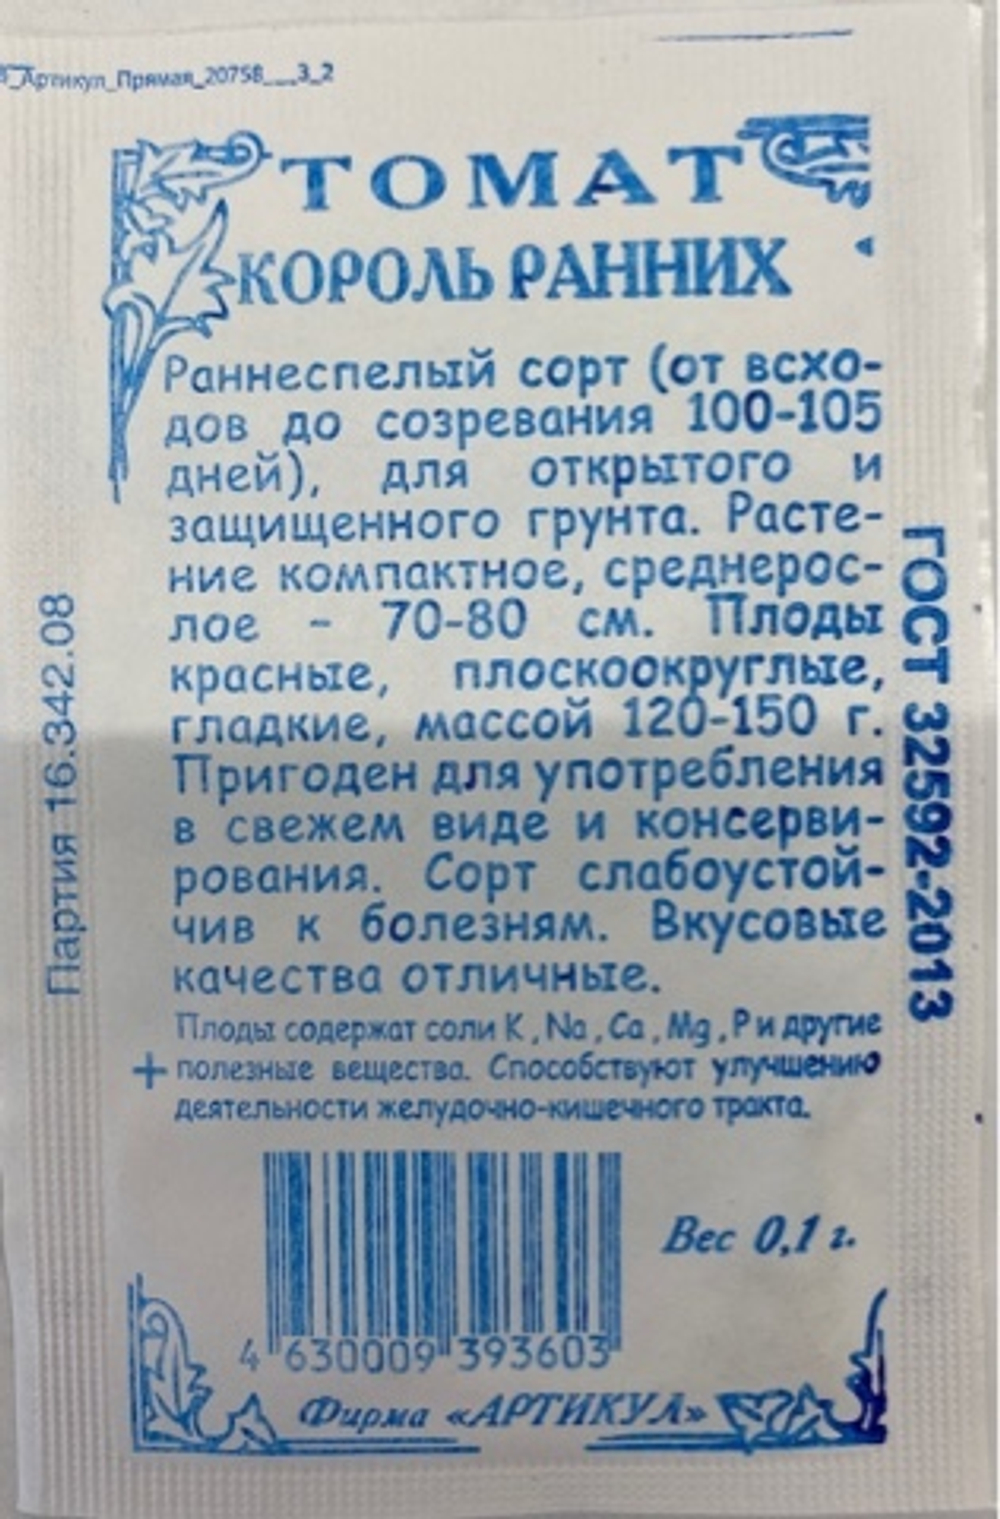 Артикул_Прямая_20758___3_2
ТОМАТ
КОРОЛЬ РАННИХ
Раннеспелый сорт (от всхо-
дов до созревания 100-105
дней), для открытого и
защищенного грунта. Расте-
ние компактное, среднерос-
лое - 70-80 см. Плоды
красные, плоскоокруглые,
гладкие, массой 120-150 г.
Пригоден для употребления
в свежем виде и консерви-
рования. Сорт слабоустой-
чив к болезням. Вкусовые
качества отличные.
Плоды содержат соли K, Na, Ca, Mg, P и другие
+ полезные вещества. Способствуют улучшению
деятельности желудочно-кишечного тракта.
Партия 16.342.08
ГОСТ 32592-2013
Вес 0,1 г.
4 630009 393603
Фирма «АРТИКУЛ»